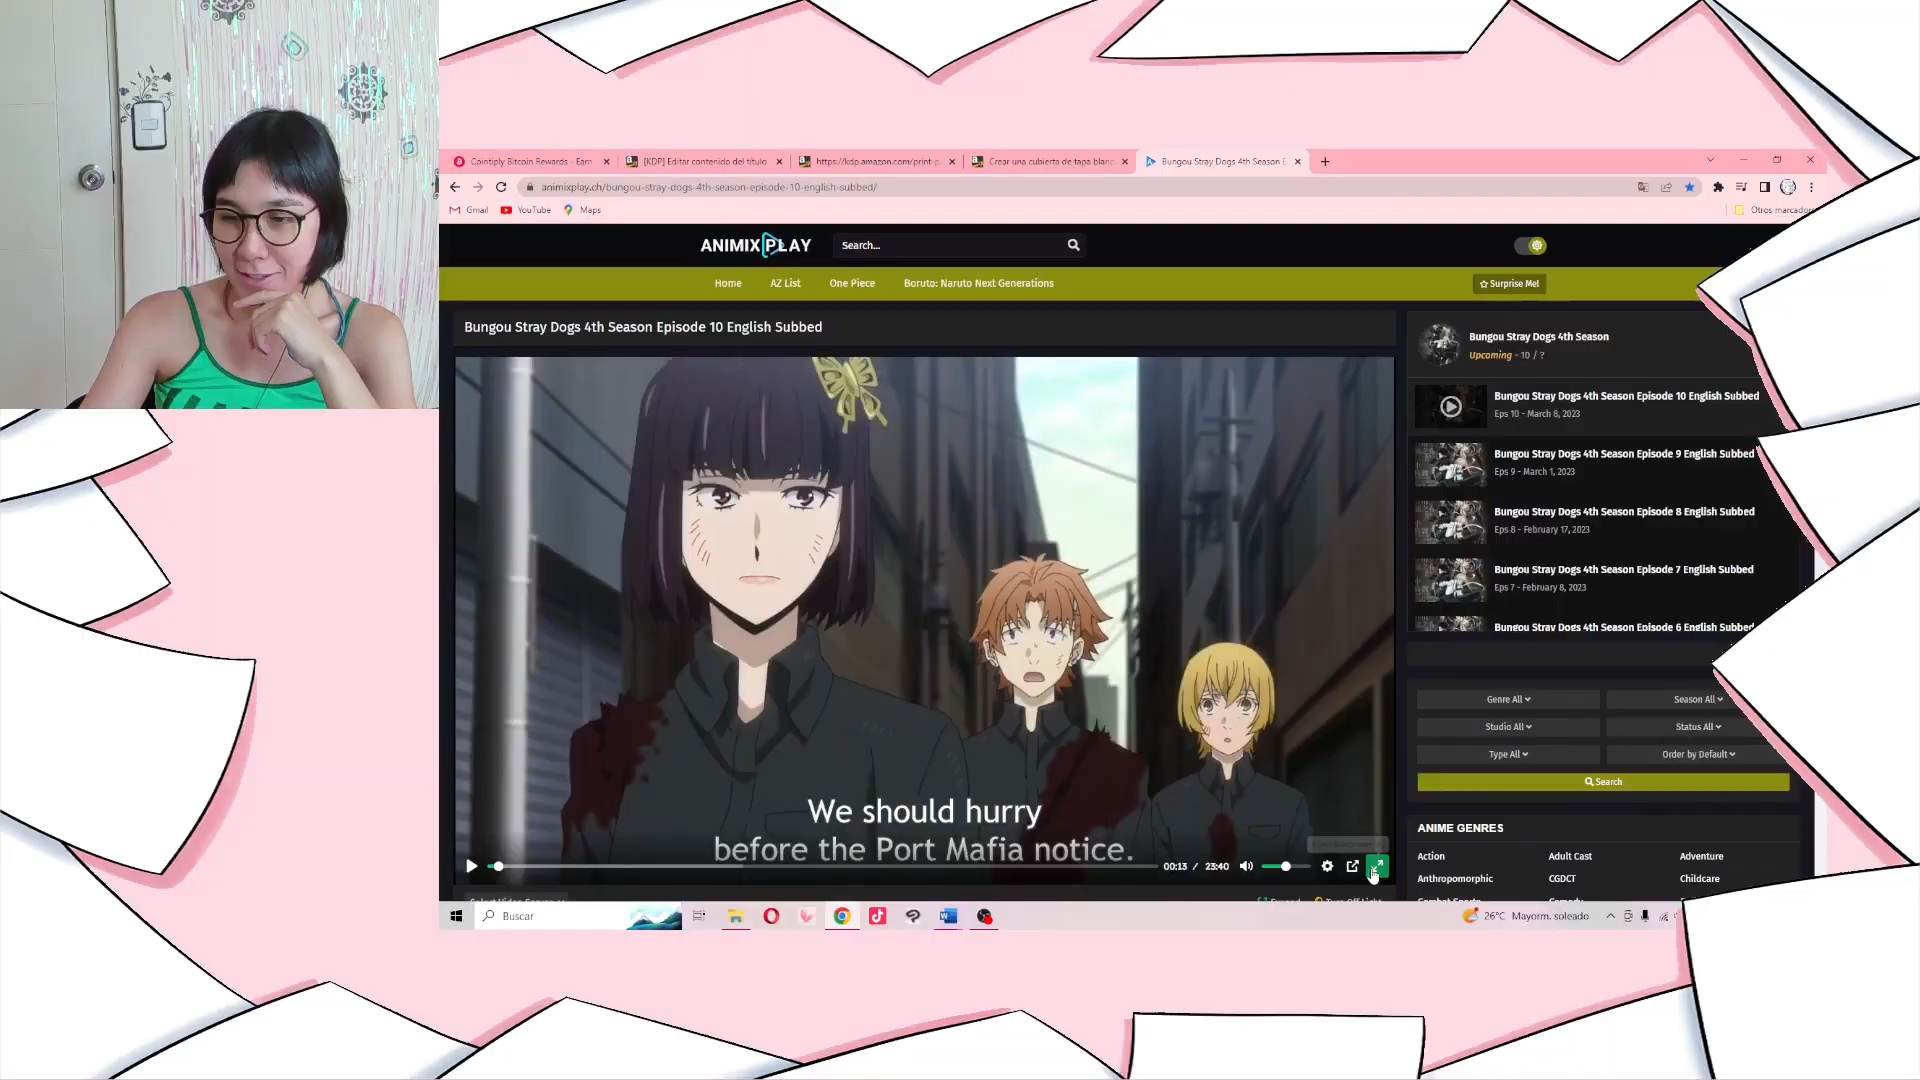 Cointiply Bitcoin Rewards - Earn
[KDP] Editar contenido del título
https://kdp.amazon.com/print-p
Crear una cubierta de tapa blanc
Bungou Stray Dogs 4th Season E
animixplay.ch/bungou-stray-dogs-4th-season-episode-10-english-subbed/
Gmail
YouTube
Maps
Otros marcador
ANIMIXPLAY
Search...
Home
AZ List
One Piece
Boruto: Naruto Next Generations
Surprise Me!
Bungou Stray Dogs 4th Season Episode 10 English Subbed
We should hurry
before the Port Mafia notice.
00:13 / 23:40
Bungou Stray Dogs 4th Season
Upcoming - 10 / ?
Bungou Stray Dogs 4th Season Episode 10 English Subbed
Eps 10 - March 8, 2023
Bungou Stray Dogs 4th Season Episode 9 English Subbed
Eps 9 - March 1, 2023
Bungou Stray Dogs 4th Season Episode 8 English Subbed
Eps 8 - February 17, 2023
Bungou Stray Dogs 4th Season Episode 7 English Subbed
Eps 7 - February 8, 2023
Bungou Stray Dogs 4th Season Episode 6 English Subbed
Genre All
Season All
Studio All
Status All
Type All
Order by Default
Search
ANIME GENRES
Action
Adult Cast
Adventure
Anthropomorphic
CGDCT
Childcare
Buscar
26°C Mayorm. soleado